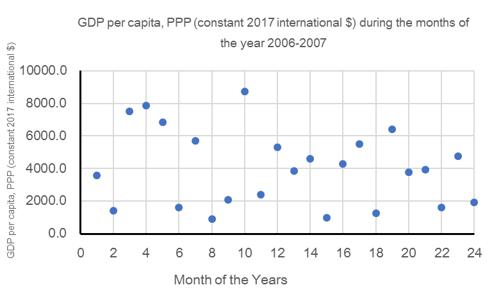 GDP per capita, PPP (constant 2017 international $) during the months of
the year 2006-2007
GDP per capita, PPP (constant 2017 international $)
10000.0
8000.0
6000.0
4000.0
2000.0
0.0
0 2 4 6 8 10 12 14 16 18 20 22 24
Month of the Years